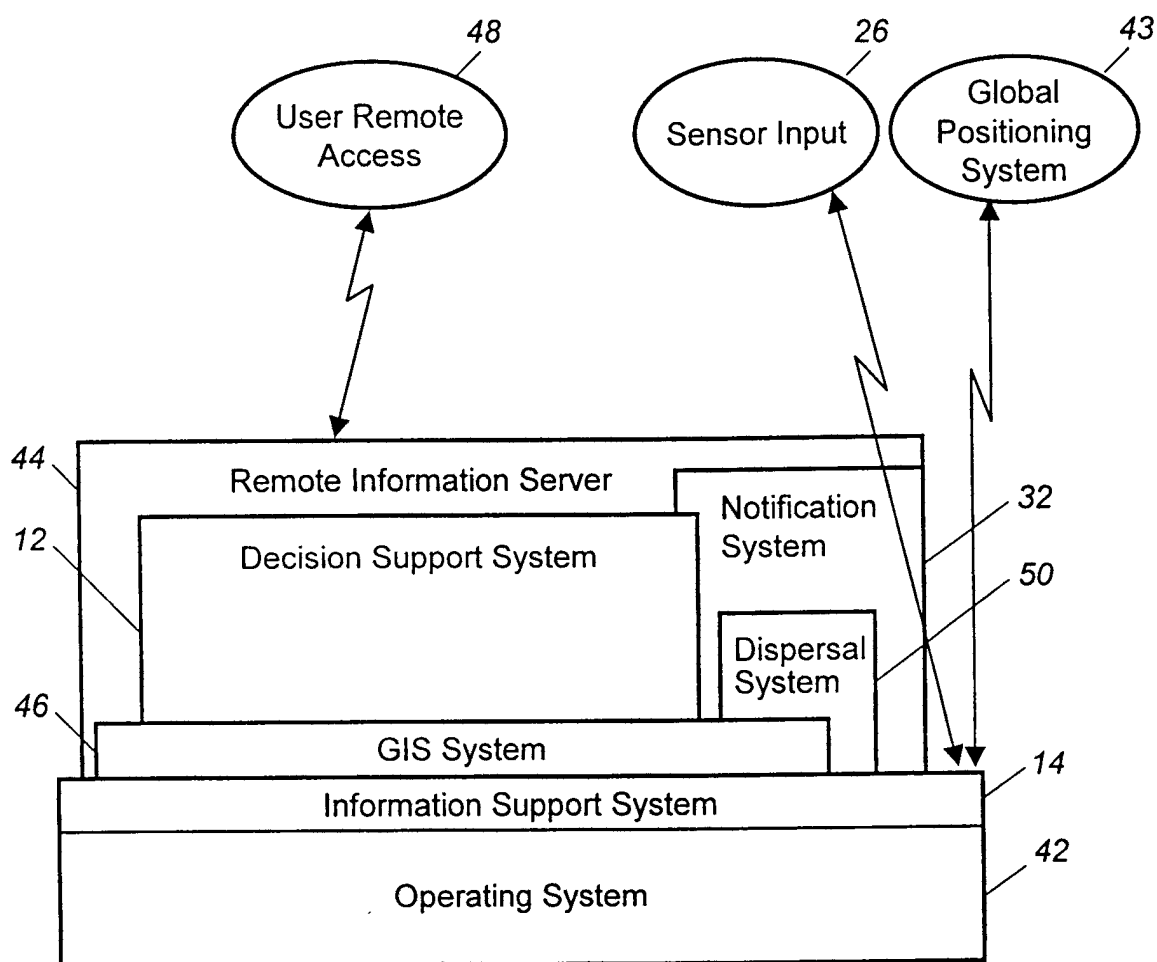 48
26
43
User Remote
Access
Sensor Input
Global
Positioning
System
44
Remote Information Server
Notification
System
32
12
Decision Support System
50
Dispersal
System
46
GIS System
14
Information Support System
42
Operating System